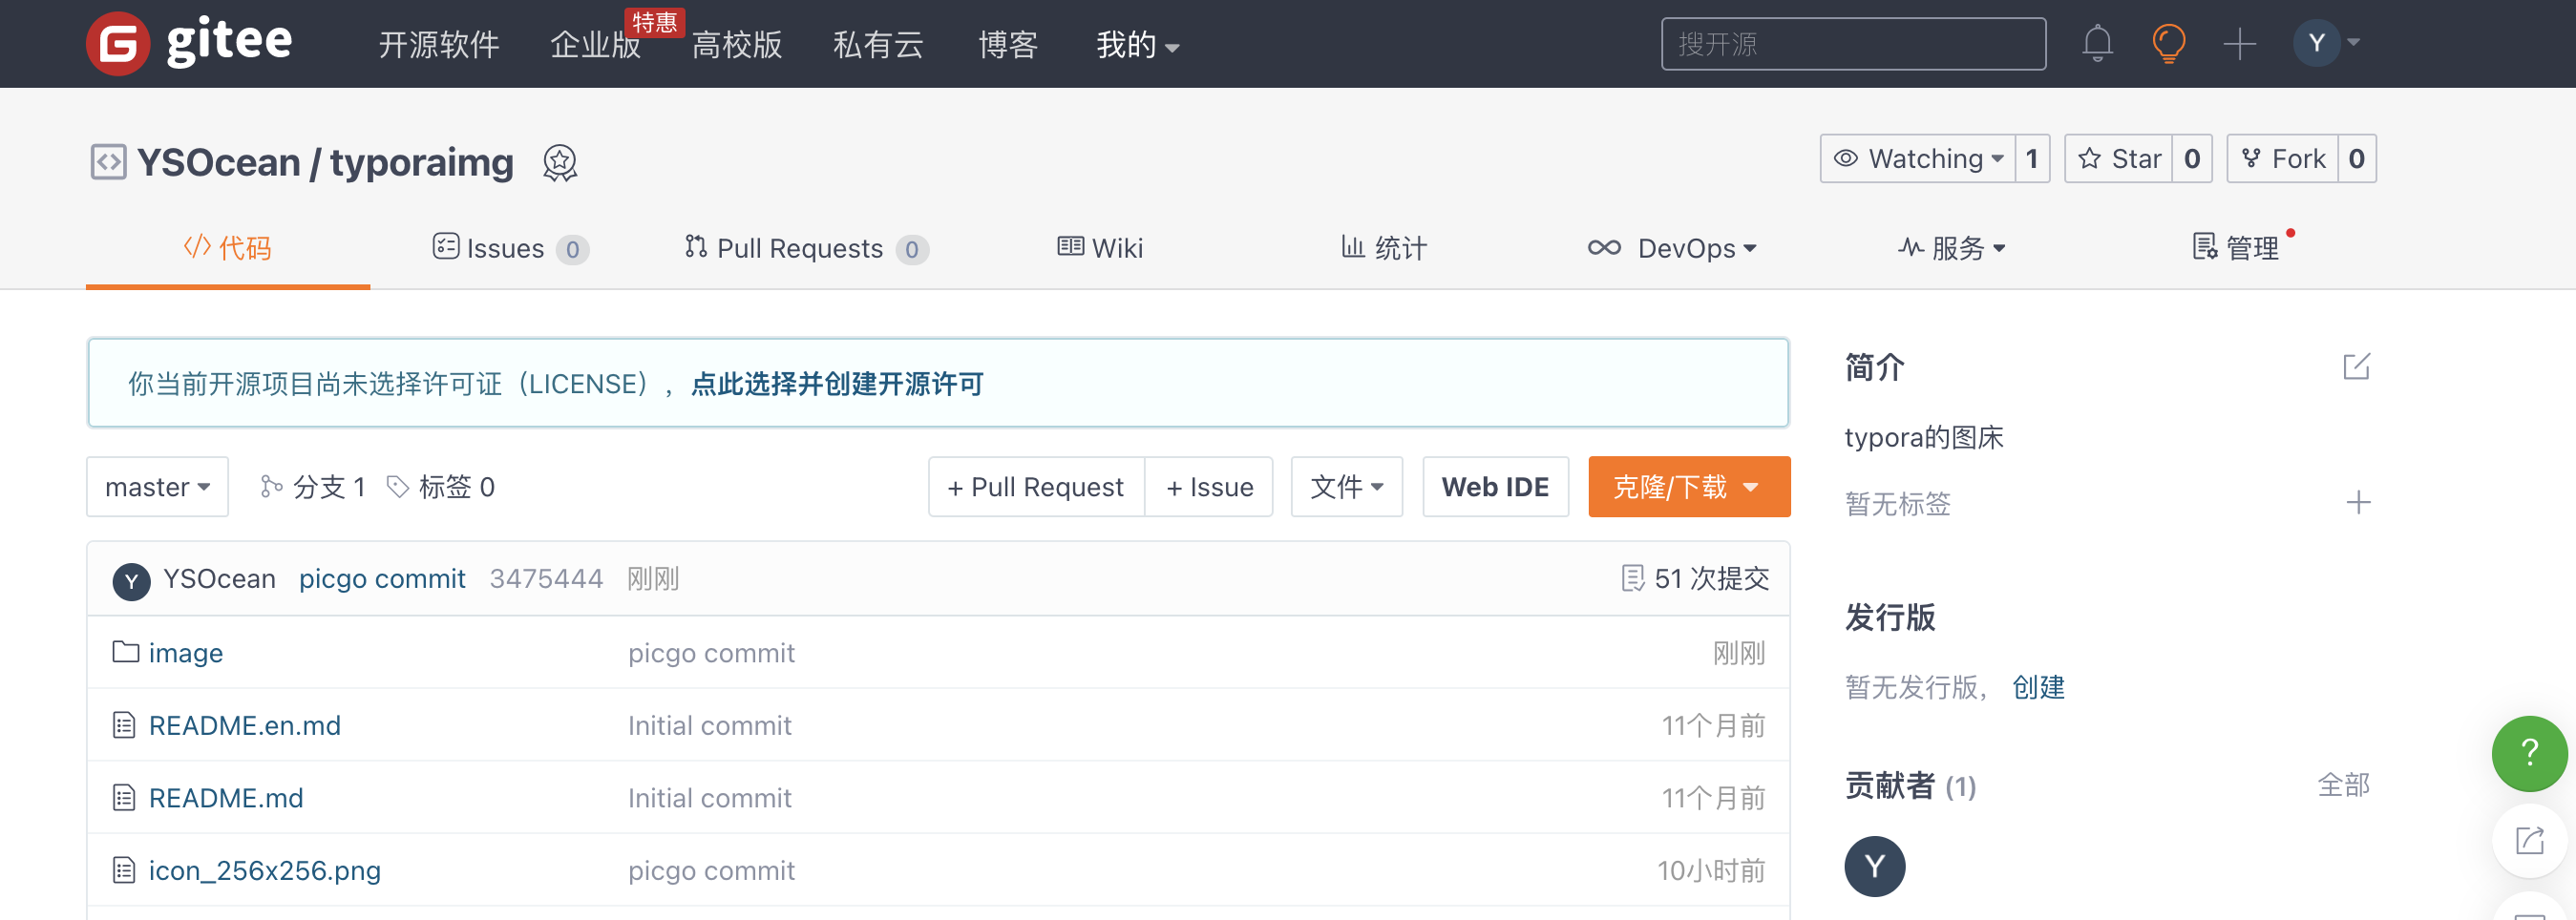 gitee 开源软件 企业版 特惠 高校版 私有云 博客 我的 搜开源 Y
YSOcean / typoraimg Watching 1 Star 0 Fork 0
代码 Issues 0 Pull Requests 0 Wiki 统计 DevOps 服务 管理
你当前开源项目尚未选择许可证（LICENSE），点此选择并创建开源许可
master 分支 1 标签 0 + Pull Request + Issue 文件 Web IDE 克隆/下载
Y YSOcean picgo commit 3475444 刚刚 51 次提交
image picgo commit 刚刚
README.en.md Initial commit 11个月前
README.md Initial commit 11个月前
icon_256x256.png picgo commit 10小时前
简介
typora的图床
暂无标签
发行版
暂无发行版，创建
贡献者 (1) 全部
Y
?